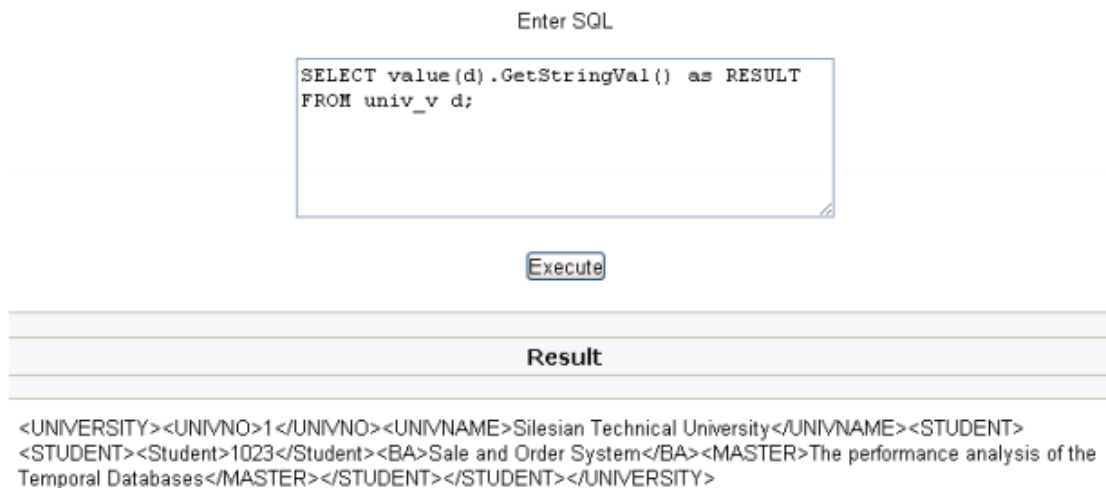 Enter SQL
SELECT value(d).GetStringVal() as RESULT
FROM univ_v d;
Execute
Result
<UNIVERSITY><UNIVNO>1</UNIVNO><UNIVNAME>Silesian Technical University</UNIVNAME><STUDENT>
<STUDENT><Student>1023</Student><BA>Sale and Order System</BA><MASTER>The performance analysis of the
Temporal Databases</MASTER></STUDENT></STUDENT></UNIVERSITY>